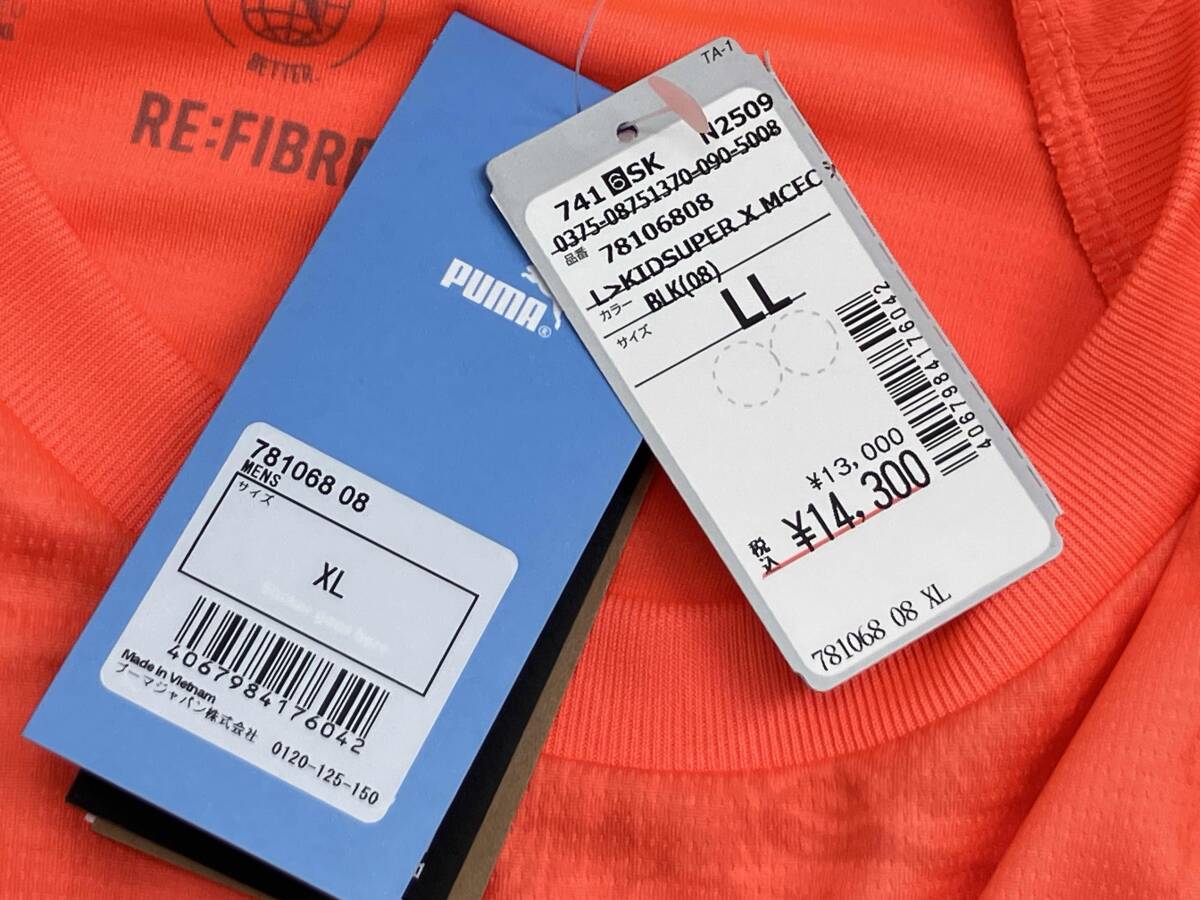 BETTER
RE:FIBRE
PUMA®
781068 08
MENS
サイズ
XL
4067984176042
Made in Vietnam
プーマジャパン株式会社 0120-125-150
TA-1
741 6 SK N2509
0375-08751370-090-5008
品番 78106808
L>KIDSUPER X MCFC
カラー BLK(08)
サイズ LL
4067984176042
¥13,000
税込 ¥14,300
781068 08 XL